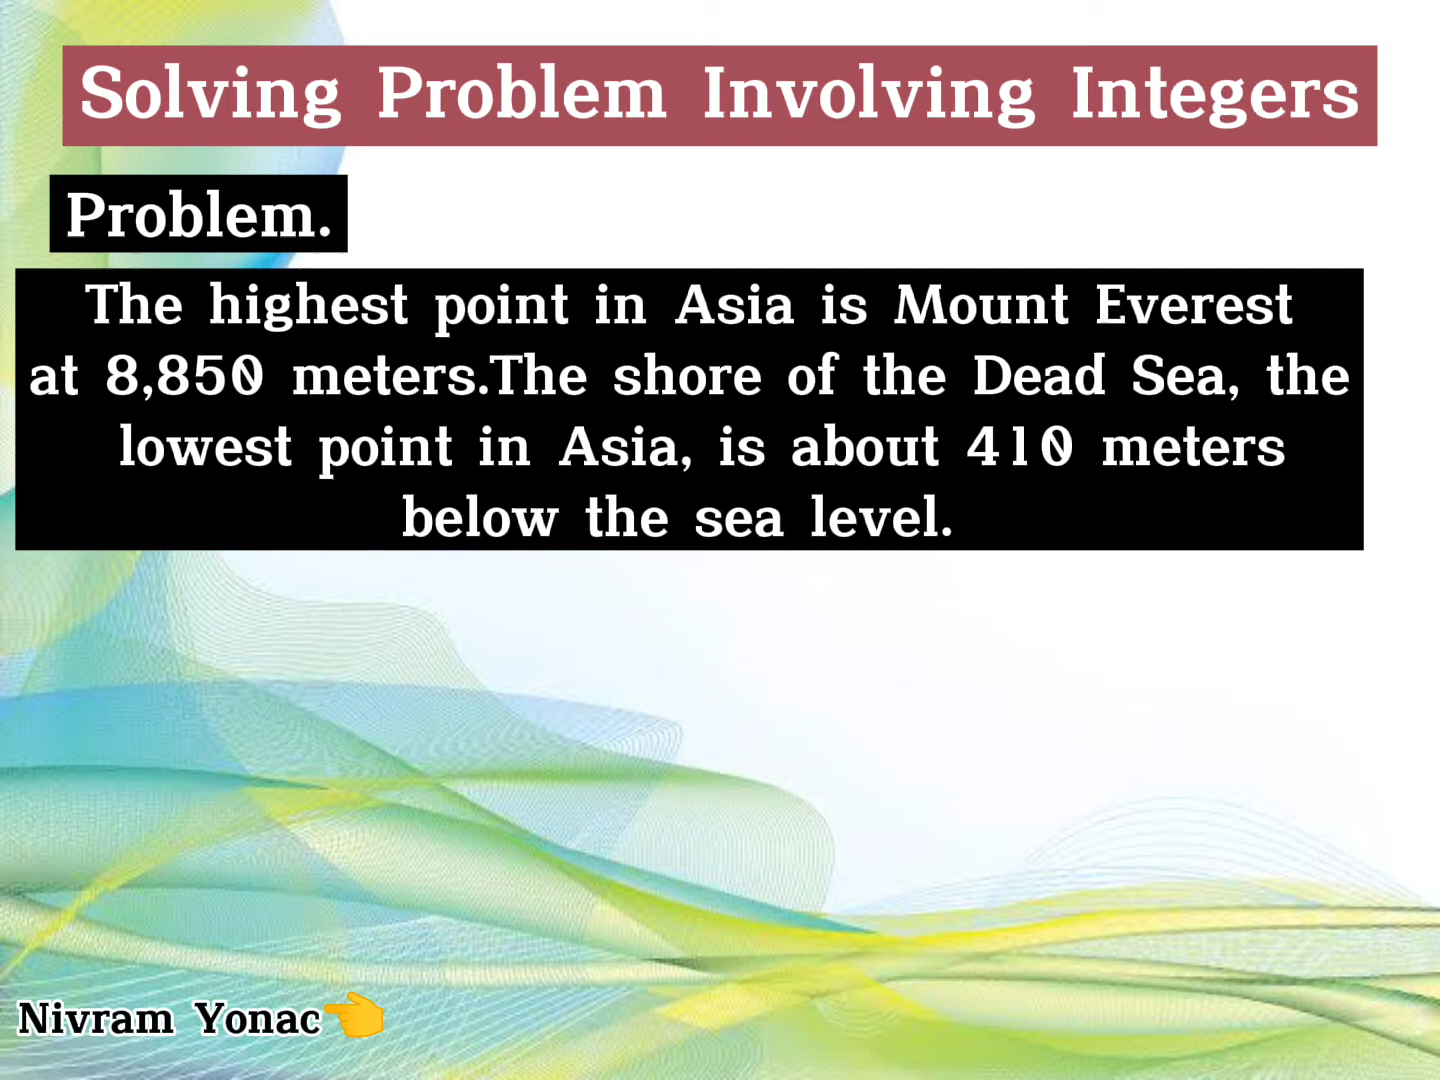 Solving Problem Involving Integers
Problem.
The highest point in Asia is Mount Everest
at 8,850 meters.The shore of the Dead Sea, the
lowest point in Asia, is about 410 meters
below the sea level.
Nivram Yonac👈